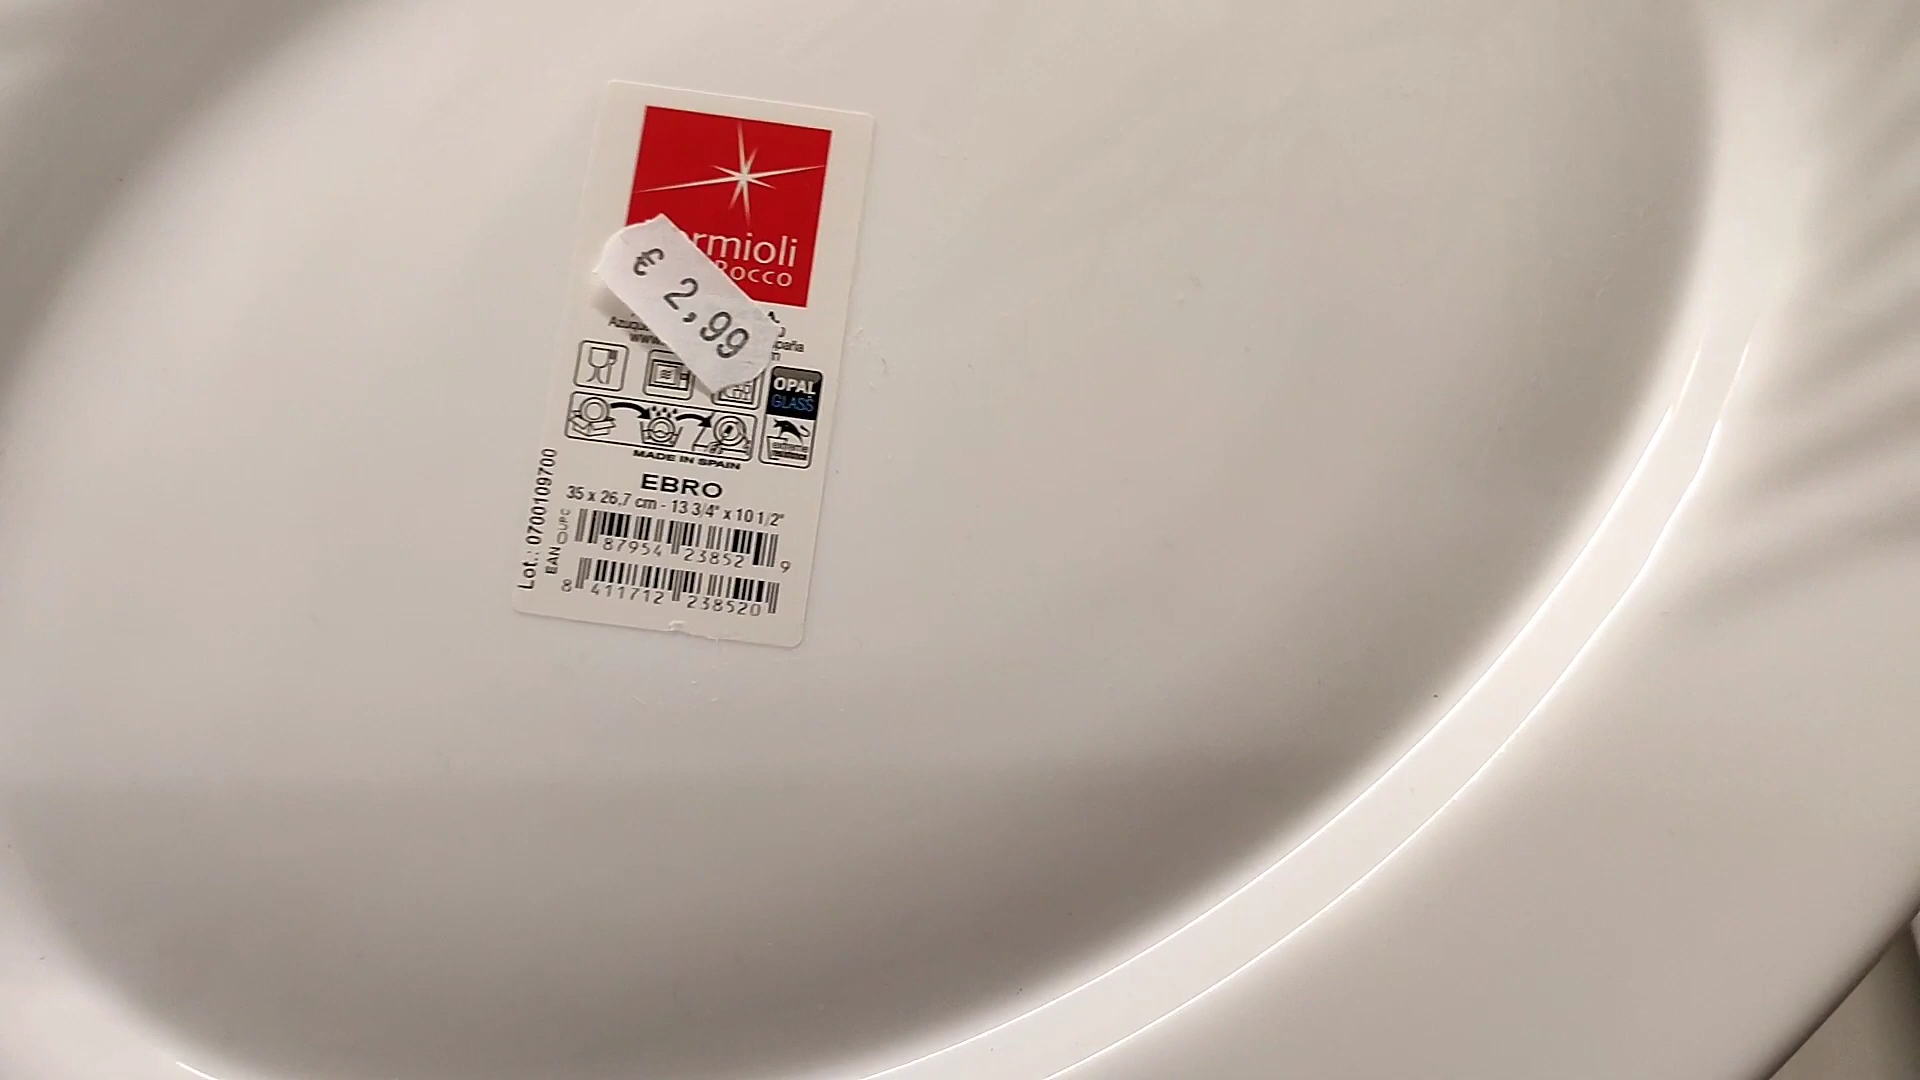 rmioli
Rocco
€ 2,99
paña
OPAL
GLASS
extreme
MADE IN SPAIN
EBRO
35 x 26,7 cm - 13 3/4" x 10 1/2"
Lot.: 0700109700
EAN UPC
87954 23852 9
8 411712 238520